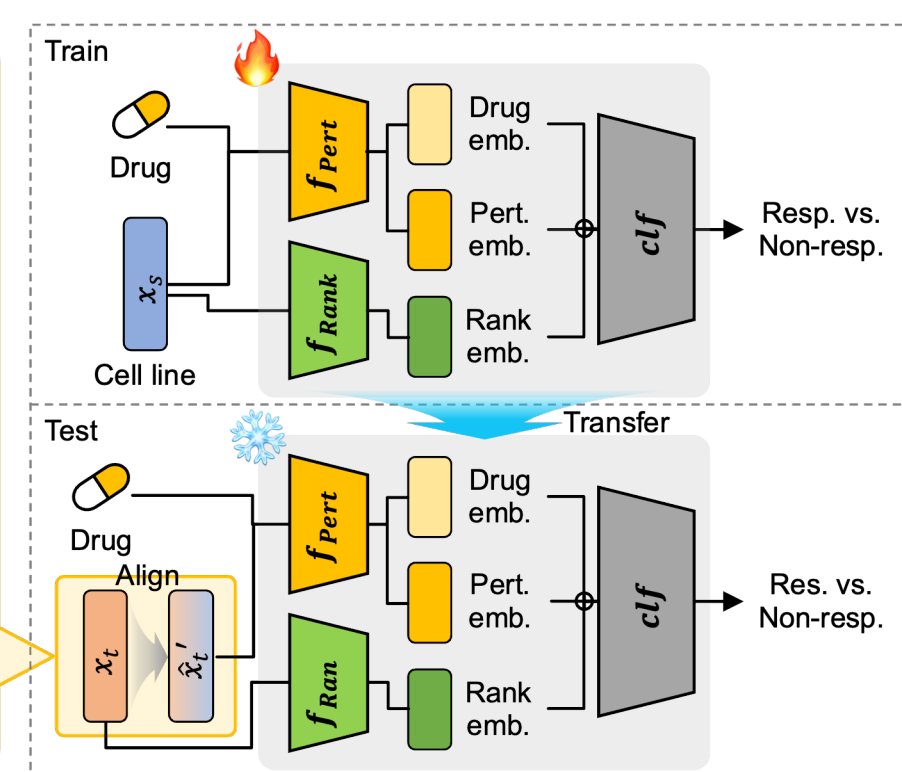 Train
Drug
x_s
Cell line
f_Pert
f_Rank
Drug
emb.
Pert.
emb.
Rank
emb.
⊕
clf
Resp. vs.
Non-resp.
Transfer
Test
Drug
Align
x_t
x̂_t'
f_Pert
f_Ran
Drug
emb.
Pert.
emb.
Rank
emb.
⊕
clf
Res. vs.
Non-resp.